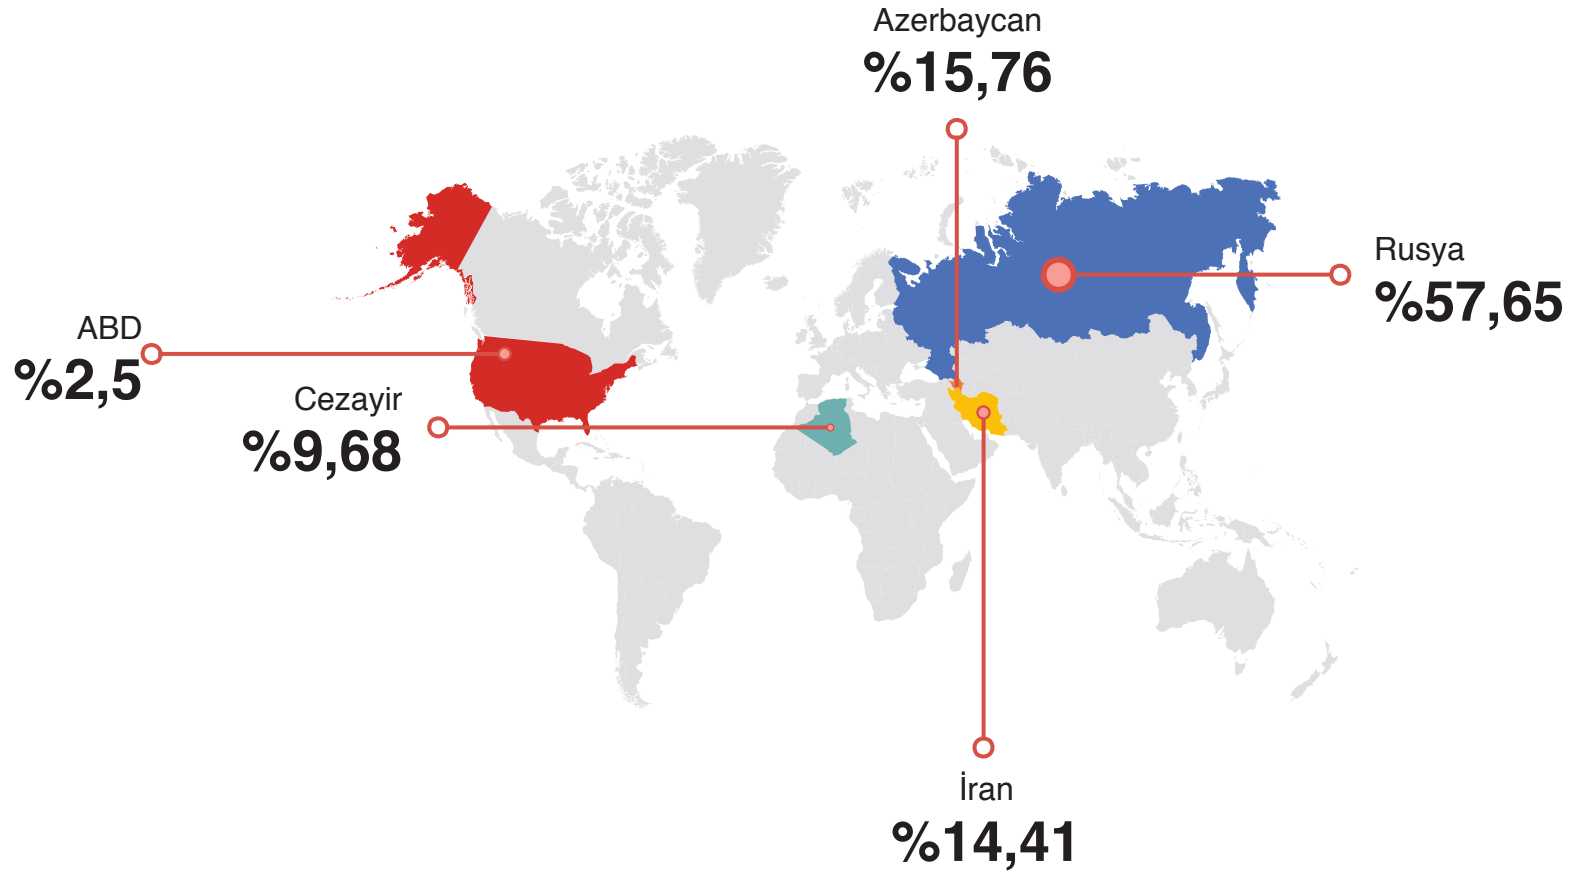 Azerbaycan
%15,76
Rusya
%57,65
ABD
%2,5
Cezayir
%9,68
İran
%14,41